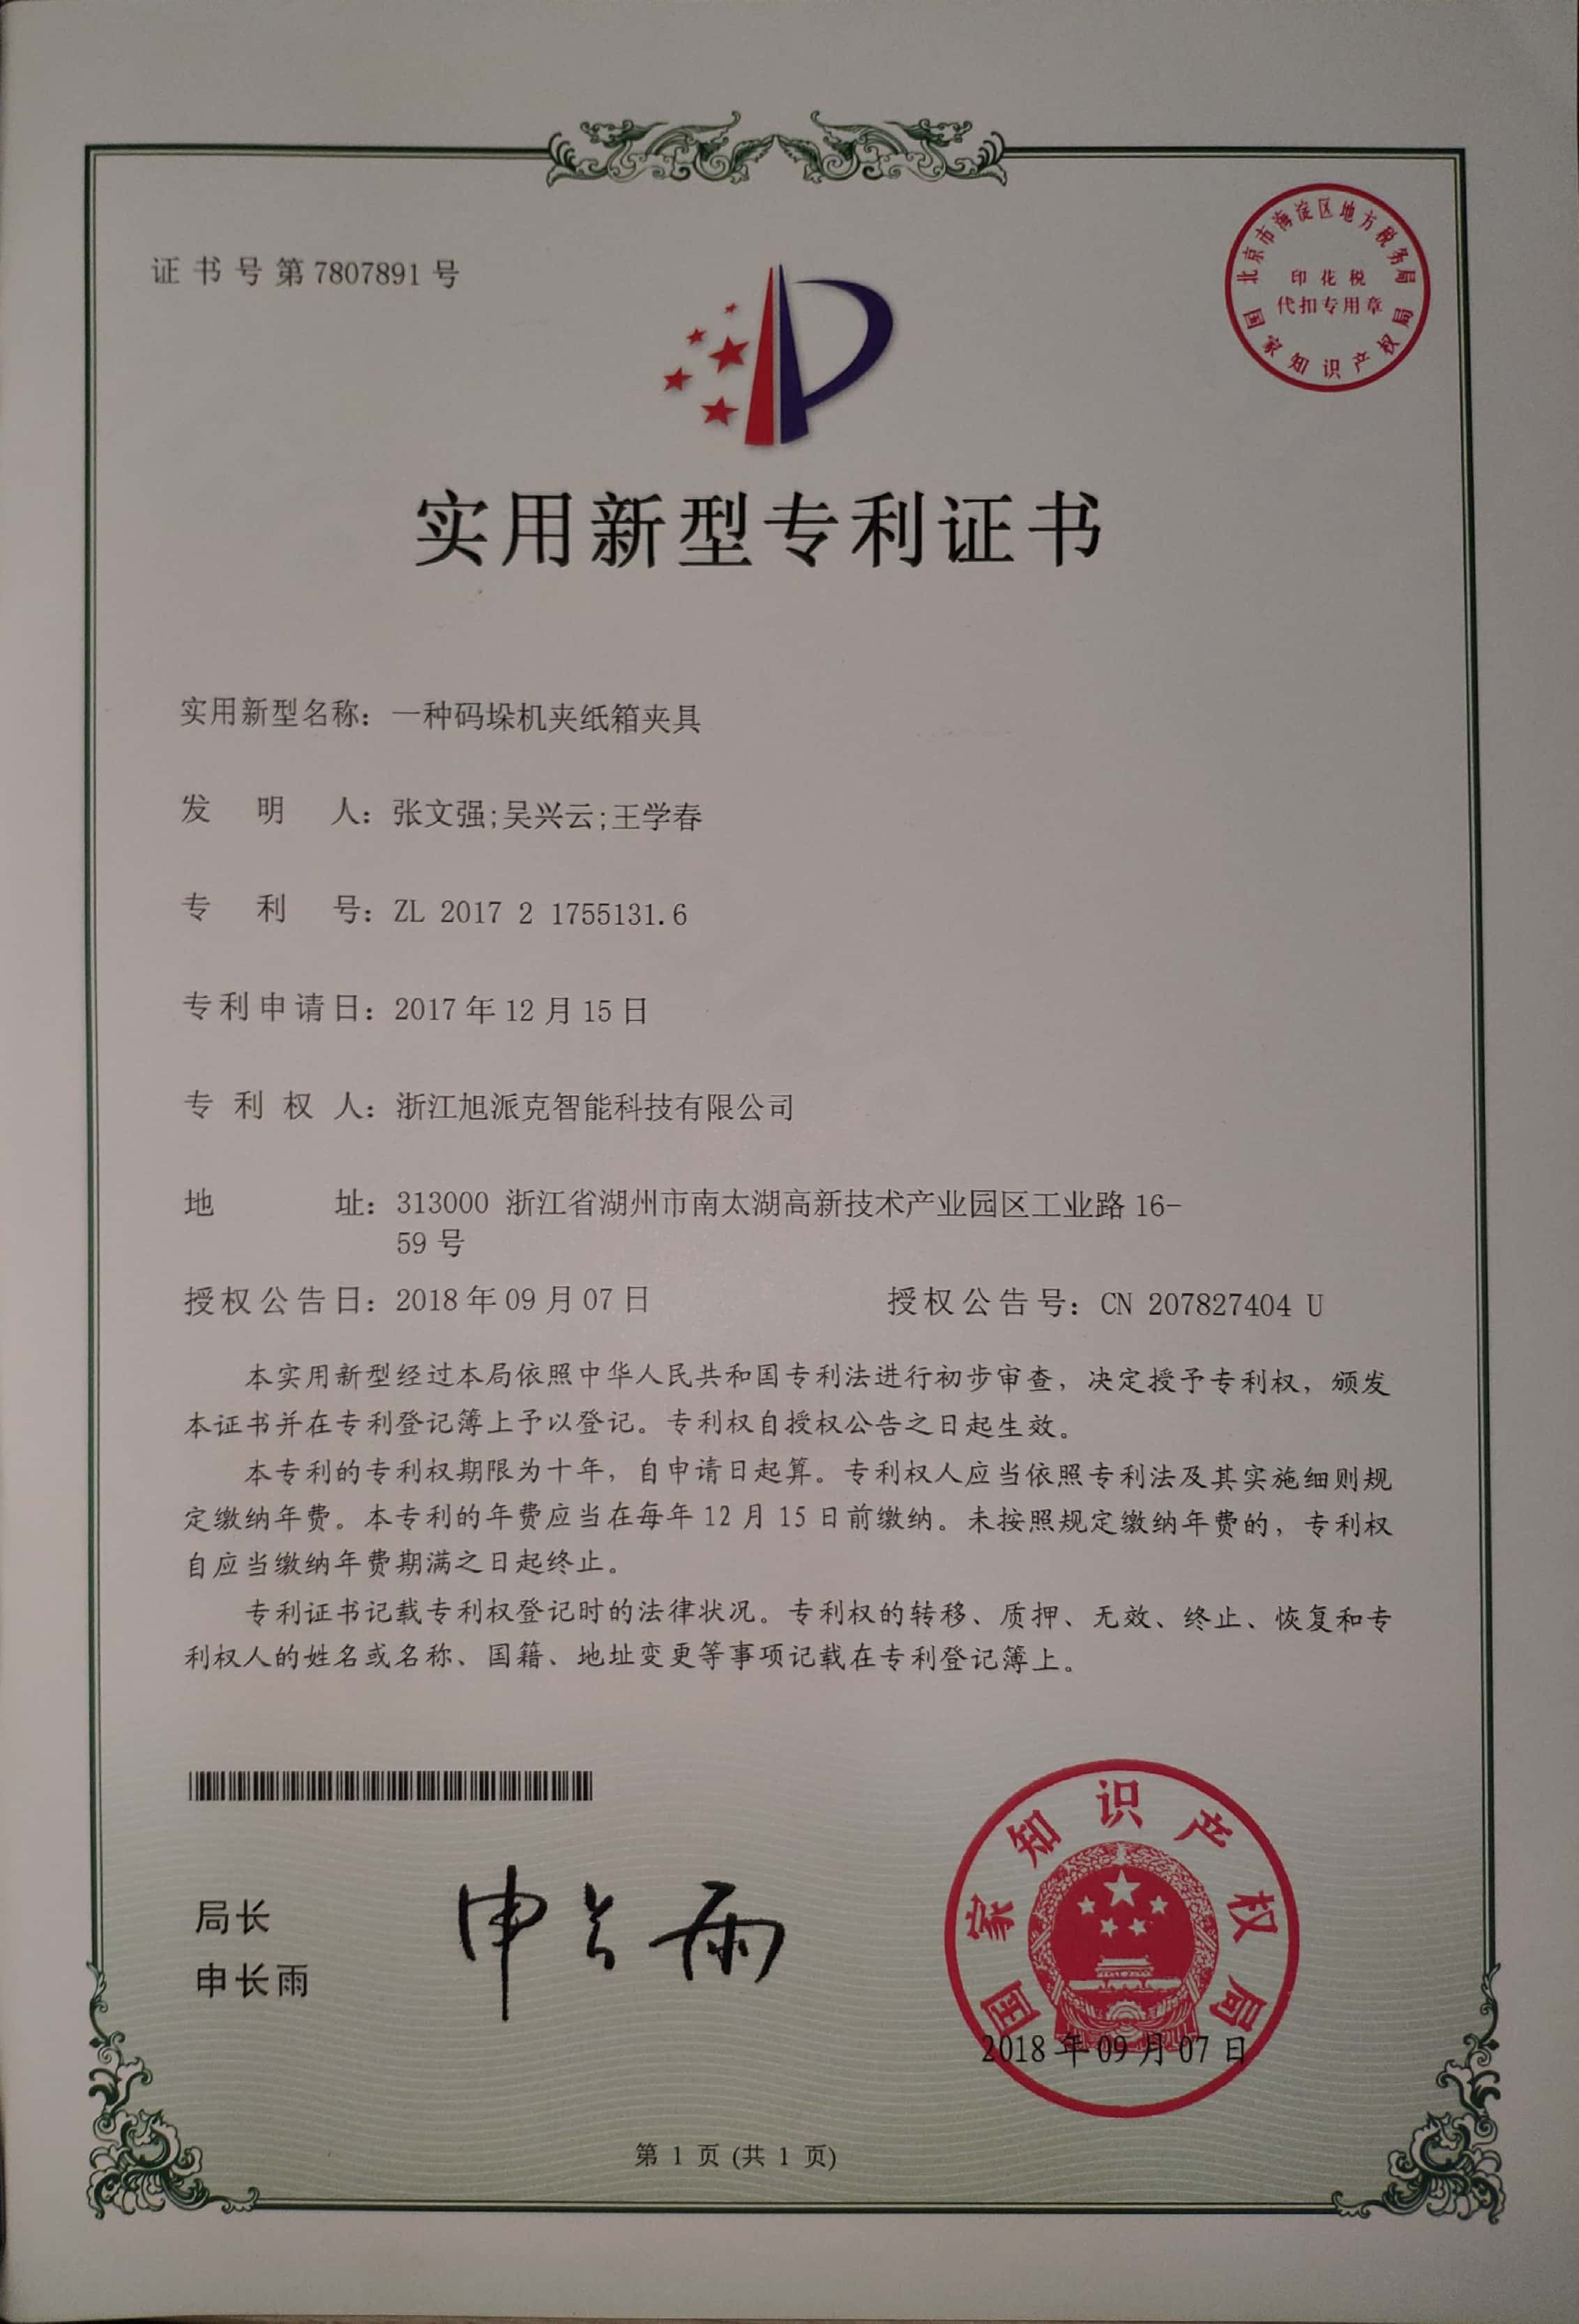 证书号第7807891号
北京市海淀区地方税务局
印花税
代扣专用章
国家知识产权局
实用新型专利证书
实用新型名称：一种码垛机夹纸箱夹具
发明人：张文强;吴兴云;王学春
专利号：ZL 2017 2 1755131.6
专利申请日：2017年12月15日
专利权人：浙江旭派克智能科技有限公司
地址：313000 浙江省湖州市南太湖高新技术产业园区工业路16-
59号
授权公告日：2018年09月07日 授权公告号：CN 207827404 U
本实用新型经过本局依照中华人民共和国专利法进行初步审查，决定授予专利权，颁发
本证书并在专利登记簿上予以登记。专利权自授权公告之日起生效。
本专利的专利权期限为十年，自申请日起算。专利权人应当依照专利法及其实施细则规
定缴纳年费。本专利的年费应当在每年12月15日前缴纳。未按照规定缴纳年费的，专利权
自应当缴纳年费期满之日起终止。
专利证书记载专利权登记时的法律状况。专利权的转移、质押、无效、终止、恢复和专
利权人的姓名或名称、国籍、地址变更等事项记载在专利登记簿上。
局长
申长雨
申长雨
国家知识产权局
2018年09月07日
第 1 页 (共 1 页)